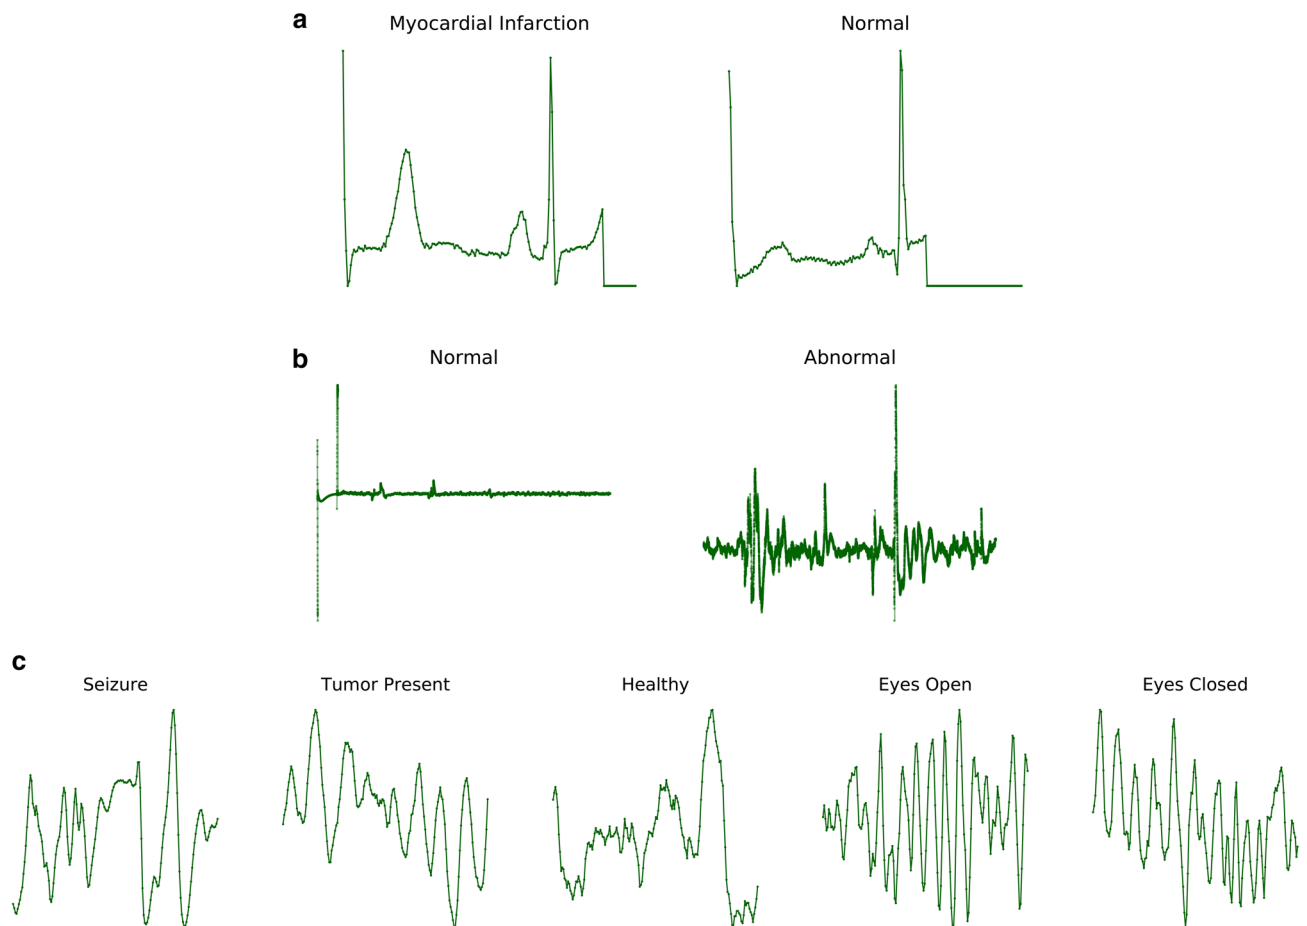 a
Myocardial Infarction
Normal
b
Normal
Abnormal
c
Seizure
Tumor Present
Healthy
Eyes Open
Eyes Closed